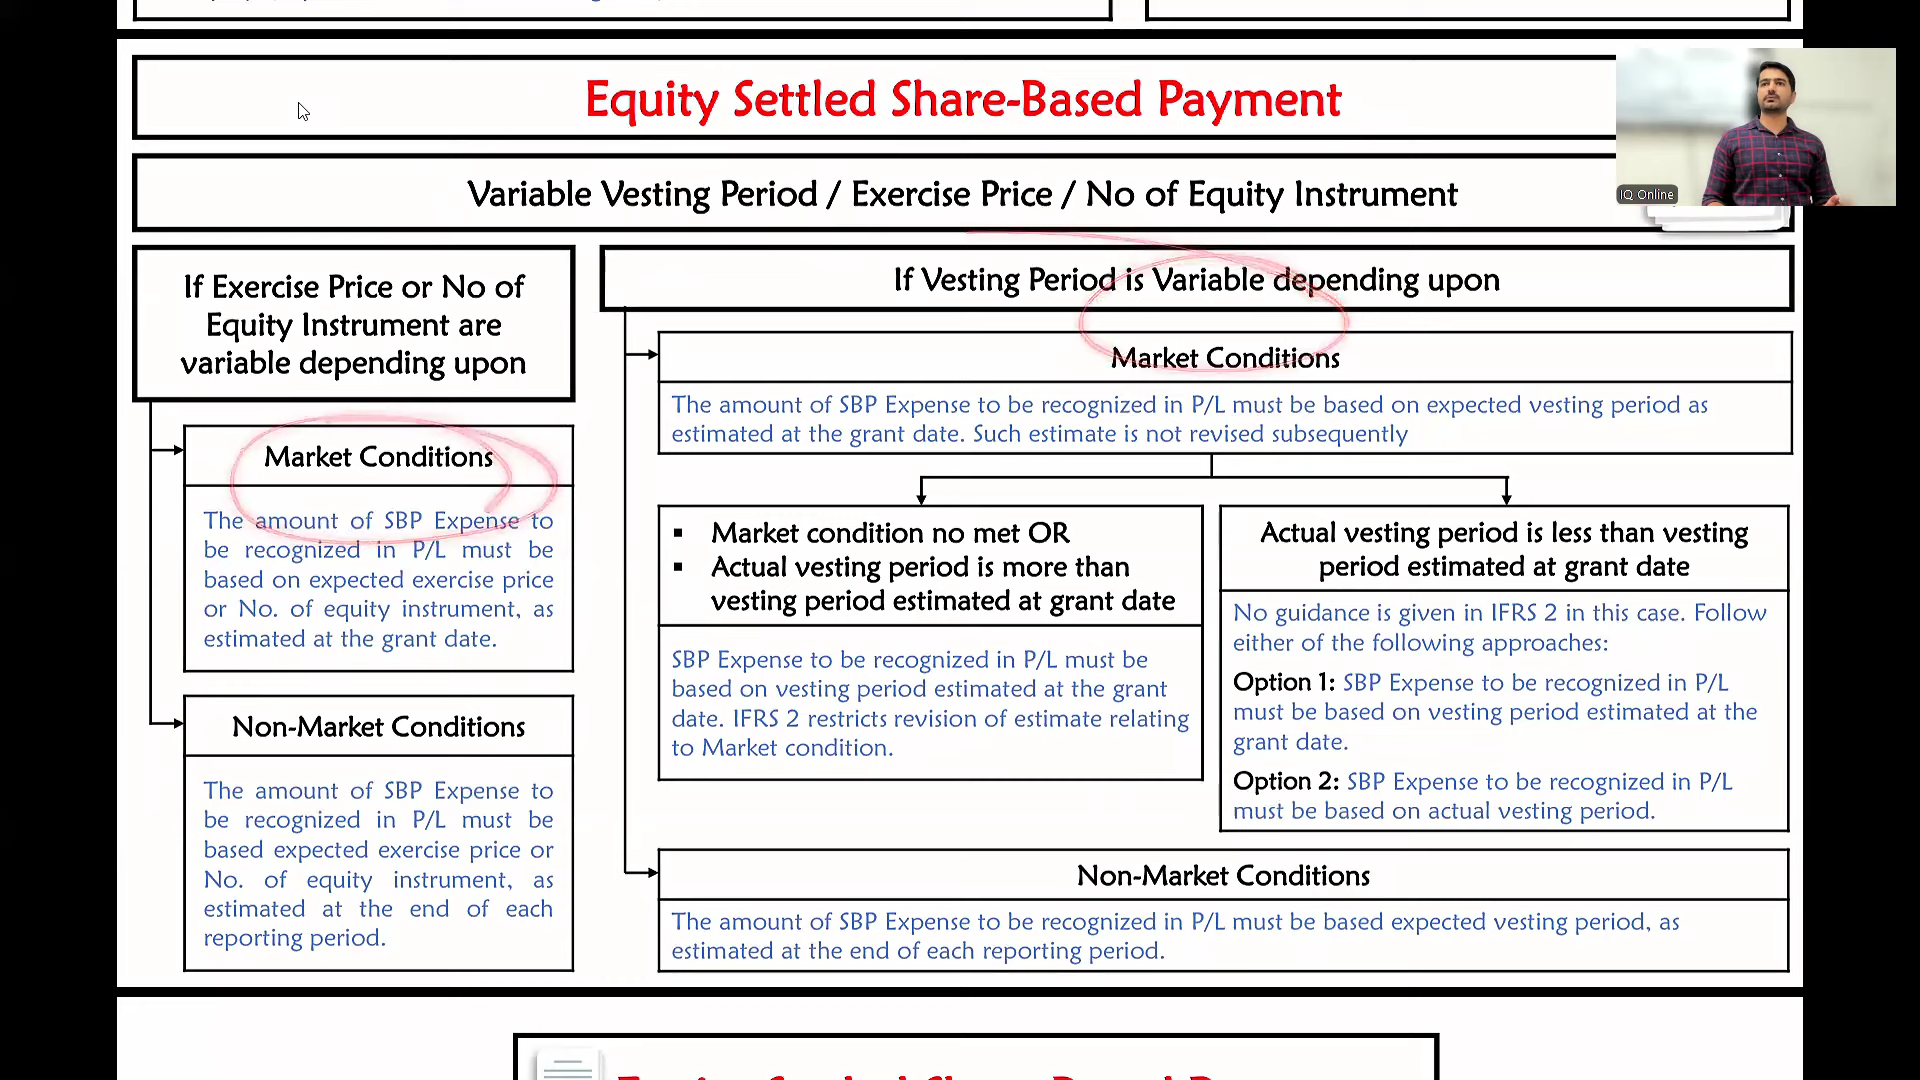 Equity Settled Share-Based Payment
IQ Online
Variable Vesting Period / Exercise Price / No of Equity Instrument
If Exercise Price or No of
Equity Instrument are
variable depending upon
Market Conditions
The amount of SBP Expense to
be recognized in P/L must be
based on expected exercise price
or No. of equity instrument, as
estimated at the grant date.
Non-Market Conditions
The amount of SBP Expense to
be recognized in P/L must be
based expected exercise price or
No. of equity instrument, as
estimated at the end of each
reporting period.
If Vesting Period is Variable depending upon
Market Conditions
The amount of SBP Expense to be recognized in P/L must be based on expected vesting period as
estimated at the grant date. Such estimate is not revised subsequently
▪ Market condition no met OR
▪ Actual vesting period is more than
vesting period estimated at grant date
SBP Expense to be recognized in P/L must be
based on vesting period estimated at the grant
date. IFRS 2 restricts revision of estimate relating
to Market condition.
Actual vesting period is less than vesting
period estimated at grant date
No guidance is given in IFRS 2 in this case. Follow
either of the following approaches:
Option 1: SBP Expense to be recognized in P/L
must be based on vesting period estimated at the
grant date.
Option 2: SBP Expense to be recognized in P/L
must be based on actual vesting period.
Non-Market Conditions
The amount of SBP Expense to be recognized in P/L must be based expected vesting period, as
estimated at the end of each reporting period.